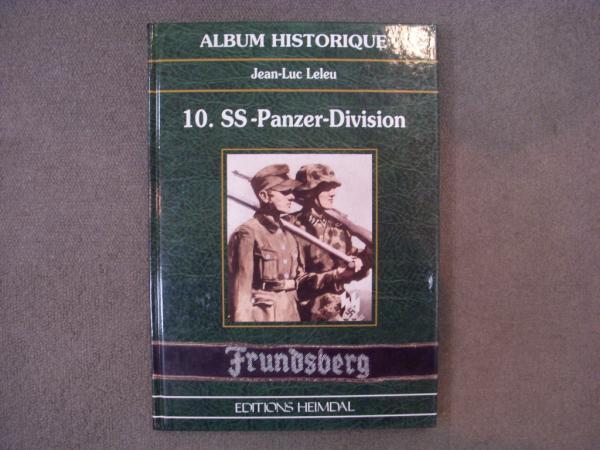 ALBUM HISTORIQUE
Jean-Luc Leleu
10. SS-Panzer-Division
Frundsberg
EDITIONS HEIMDAL